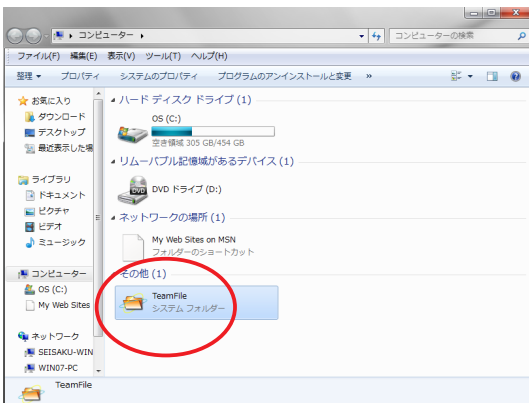 コンピューター
コンピューターの検索
ファイル(F) 編集(E) 表示(V) ツール(T) ヘルプ(H)
整理 プロパティ システムのプロパティ プログラムのアンインストールと変更 »
お気に入り
ダウンロード
デスクトップ
最近表示した場
ライブラリ
ドキュメント
ピクチャ
ビデオ
ミュージック
コンピューター
OS (C:)
My Web Sites
ネットワーク
SEISAKU-WIN
WIN07-PC
ハード ディスク ドライブ (1)
OS (C:)
空き領域 305 GB/454 GB
リムーバブル記憶域があるデバイス (1)
DVD ドライブ (D:)
ネットワークの場所 (1)
My Web Sites on MSN
フォルダーのショートカット
その他 (1)
TeamFile
システム フォルダー
TeamFile